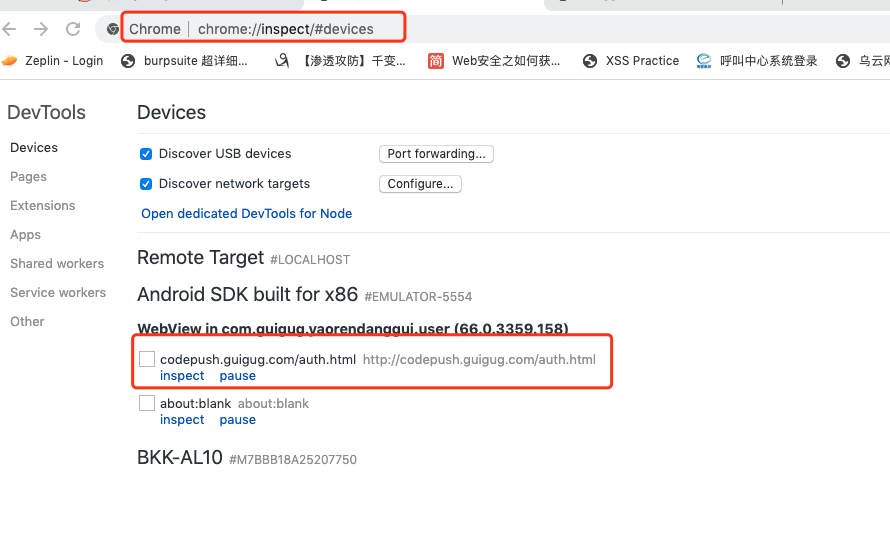 Chrome | chrome://inspect/#devices
Zeplin - Login burpsuite 超详细... 【渗透攻防】千变... 简 Web安全之如何获... XSS Practice 呼叫中心系统登录 乌云网
DevTools
Devices
Pages
Extensions
Apps
Shared workers
Service workers
Other
Devices
Discover USB devices Port forwarding...
Discover network targets Configure...
Open dedicated DevTools for Node
Remote Target #LOCALHOST
Android SDK built for x86 #EMULATOR-5554
WebView in com.guigug.yaorendanggui.user (66.0.3359.158)
codepush.guigug.com/auth.html http://codepush.guigug.com/auth.html
inspect pause
about:blank about:blank
inspect pause
BKK-AL10 #M7BBB18A25207750